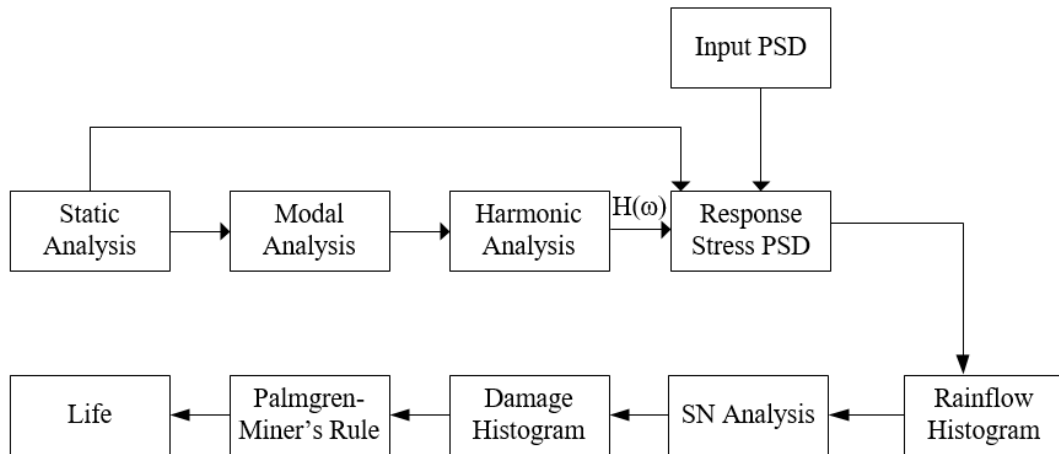 Input PSD
Static
Analysis
Modal
Analysis
Harmonic
Analysis
H(ω)
Response
Stress PSD
Life
Palmgren-
Miner's Rule
Damage
Histogram
SN Analysis
Rainflow
Histogram